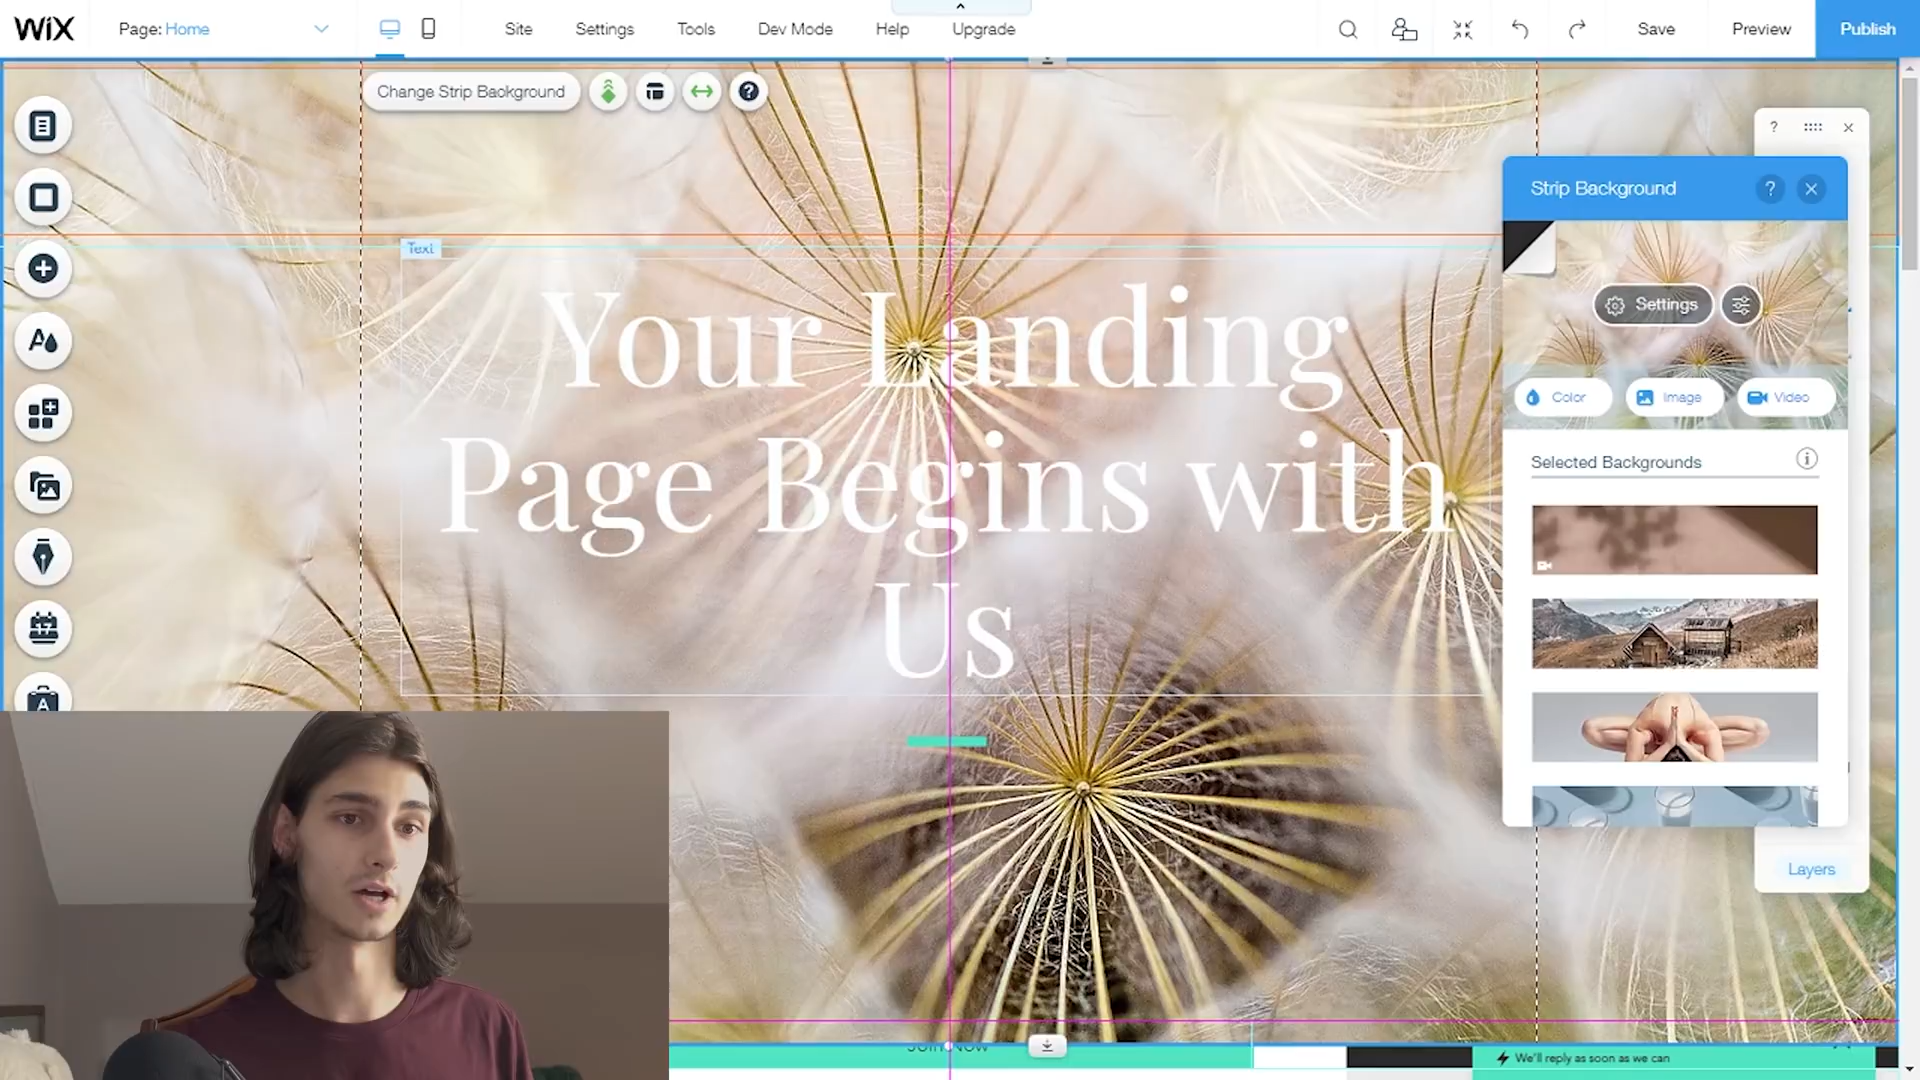 WiX
Page: Home
Site
Settings
Tools
Dev Mode
Help
Upgrade
Save
Preview
Publish
Change Strip Background
?
Text
Your Landing
Page Begins with
Us
?
Strip Background
?
Settings
Color
Image
Video
Selected Backgrounds
Layers
JOIN NOW
We'll reply as soon as we can